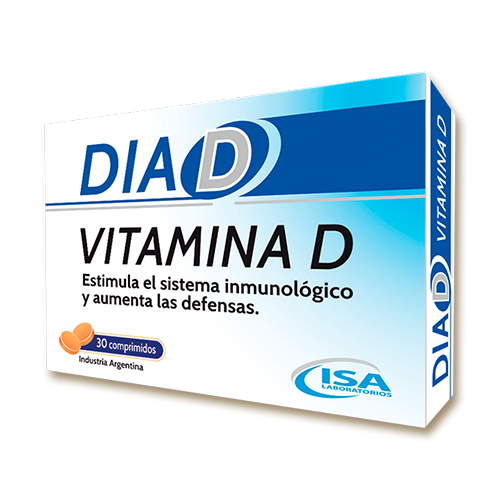 DIA D
VITAMINA D
Estimula el sistema inmunológico
y aumenta las defensas.
30 comprimidos
Industria Argentina
ISA
LABORATORIOS
DIA D VITAMINA D